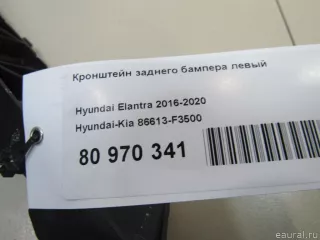 Кронштейн заднего бампера левый
Hyundai Elantra 2016-2020
Hyundai-Kia 86613-F3500
80 970 341
eaural.ru